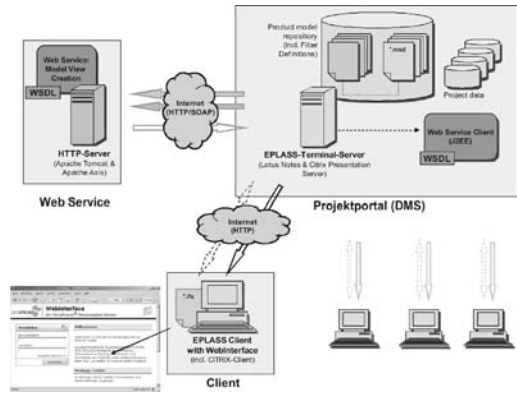 Web Service:
Model View
Creation
WSDL
HTTP-Server
(Apache Tomcat &
Apache Axis)
Web Service
Internet
(HTTP/SOAP)
Product model
repository
(incl. Filter
Definitions)
Project data
EPLASS-Terminal-Server
(Lotus Notes & Citrix Presentation
Server)
Web Service Client
(J2EE)
WSDL
Projektportal (DMS)
Internet
(HTTP)
EPLASS Client
with WebInterface
(incl. CITRIX-Client)
Client
WebInterface